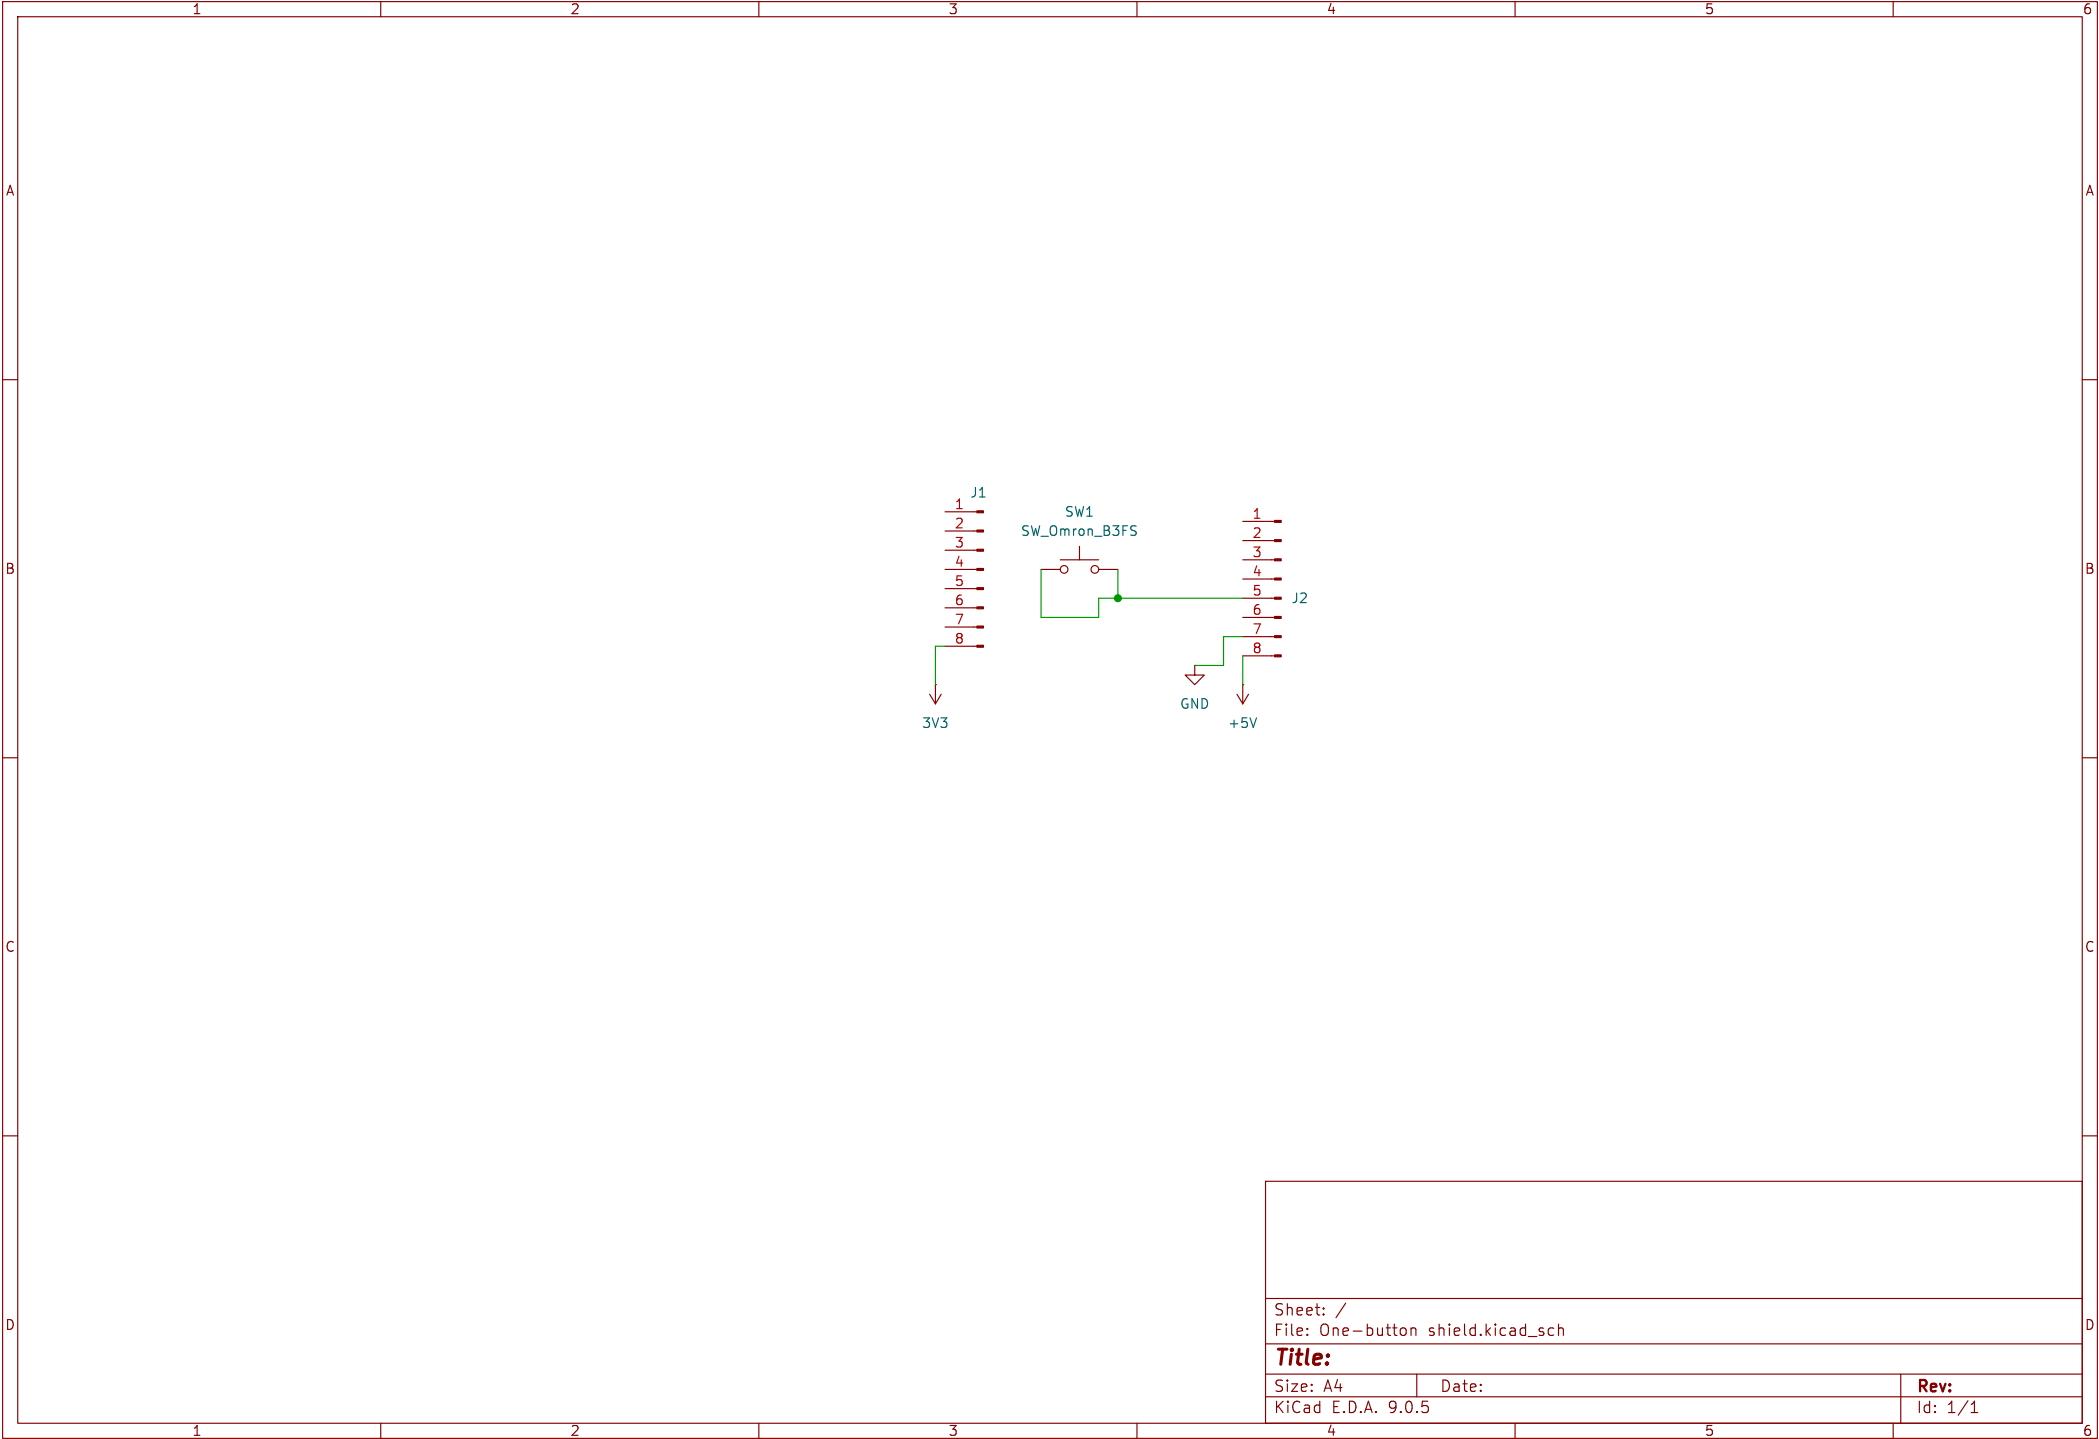 1 2 3 4 5 6
A
A
J1
1
2
3
4
5
6
7
8
3V3
SW1
SW_Omron_B3FS
1
2
3
4
5
6
7
8
J2
GND
+5V
B
B
C
C
Sheet: /
File: One-button shield.kicad_sch
Title:
Size: A4 Date: Rev:
KiCad E.D.A. 9.0.5 Id: 1/1
D
D
1 2 3 4 5 6